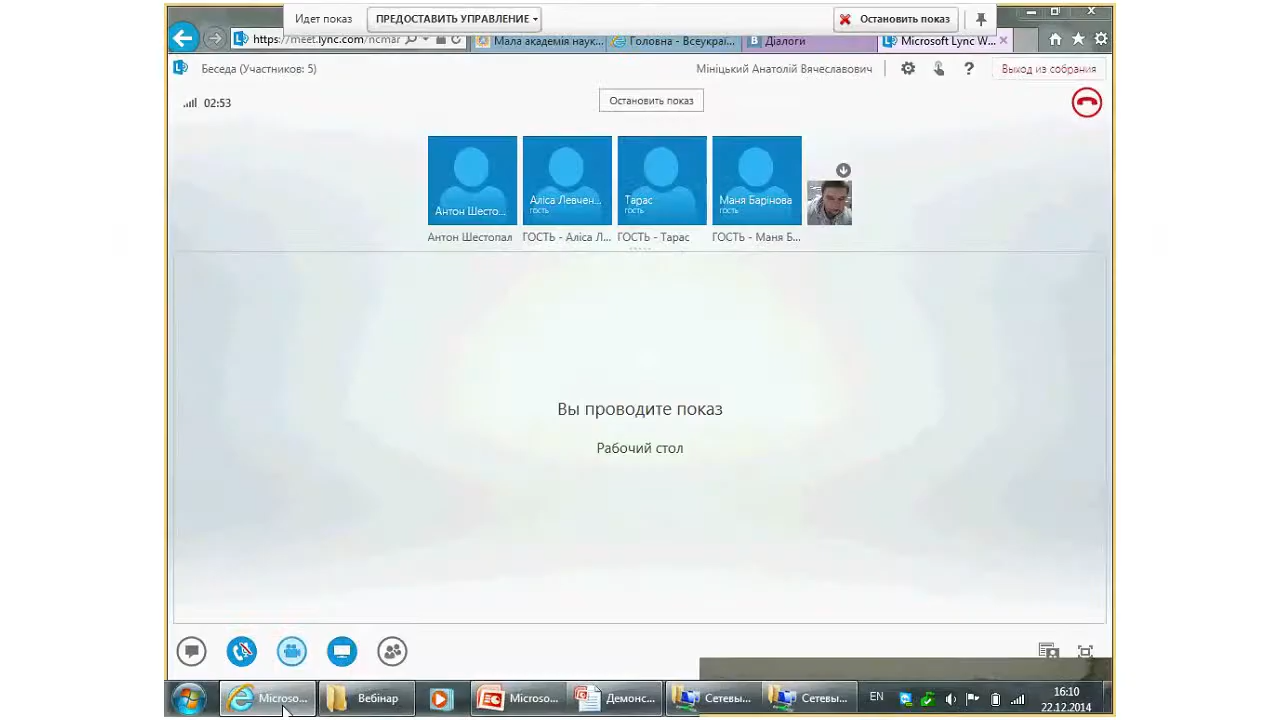 Идет показ
ПРЕДОСТАВИТЬ УПРАВЛЕНИЕ
Остановить показ
https://meet.lync.com/ncmar
Мала академія наук...
Головна - Всеукраї...
Діалоги
Microsoft Lync W...
Беседа (Участников: 5)
Мініцький Анатолій Вячеславович
?
Выход из собрания
02:53
Остановить показ
Антон Шесто...
Аліса Левчен...
гость
Тарас
гость
Маня Барінова
гость
Антон Шестопал
ГОСТЬ - Аліса Л...
ГОСТЬ - Тарас
ГОСТЬ - Маня Б...
Вы проводите показ
Рабочий стол
Microso...
Вебінар
Microso...
Демонс...
Сетевы...
Сетевы...
EN
16:10
22.12.2014